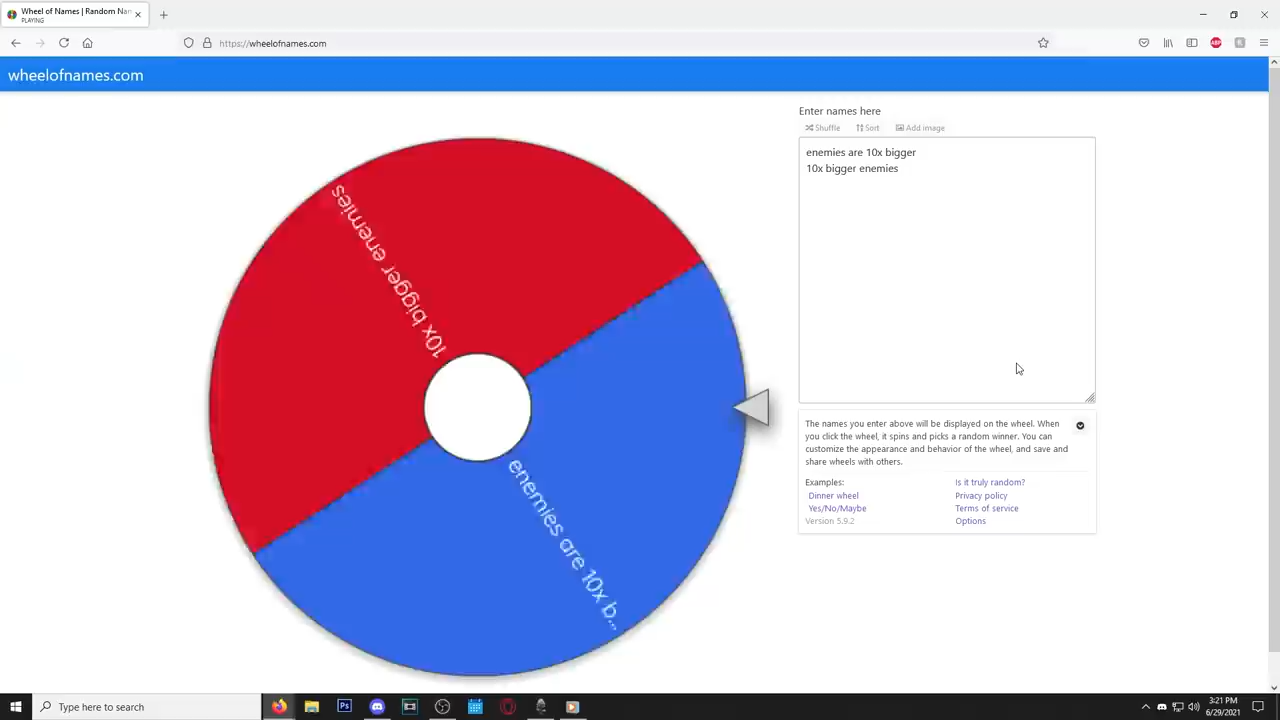 Wheel of Names | Random Nan
PLAYING
https://wheelofnames.com
ABP
wheelofnames.com
Enter names here
Shuffle Sort Add image
enemies are 10x bigger
10x bigger enemies
10x bigger enemies
enemies are 10x b...
The names you enter above will be displayed on the wheel. When
you click the wheel, it spins and picks a random winner. You can
customize the appearance and behavior of the wheel, and save and
share wheels with others.
Examples:
Dinner wheel
Yes/No/Maybe
Version 5.9.2
Is it truly random?
Privacy policy
Terms of service
Options
Type here to search
Ps
3:21 PM
6/29/2021